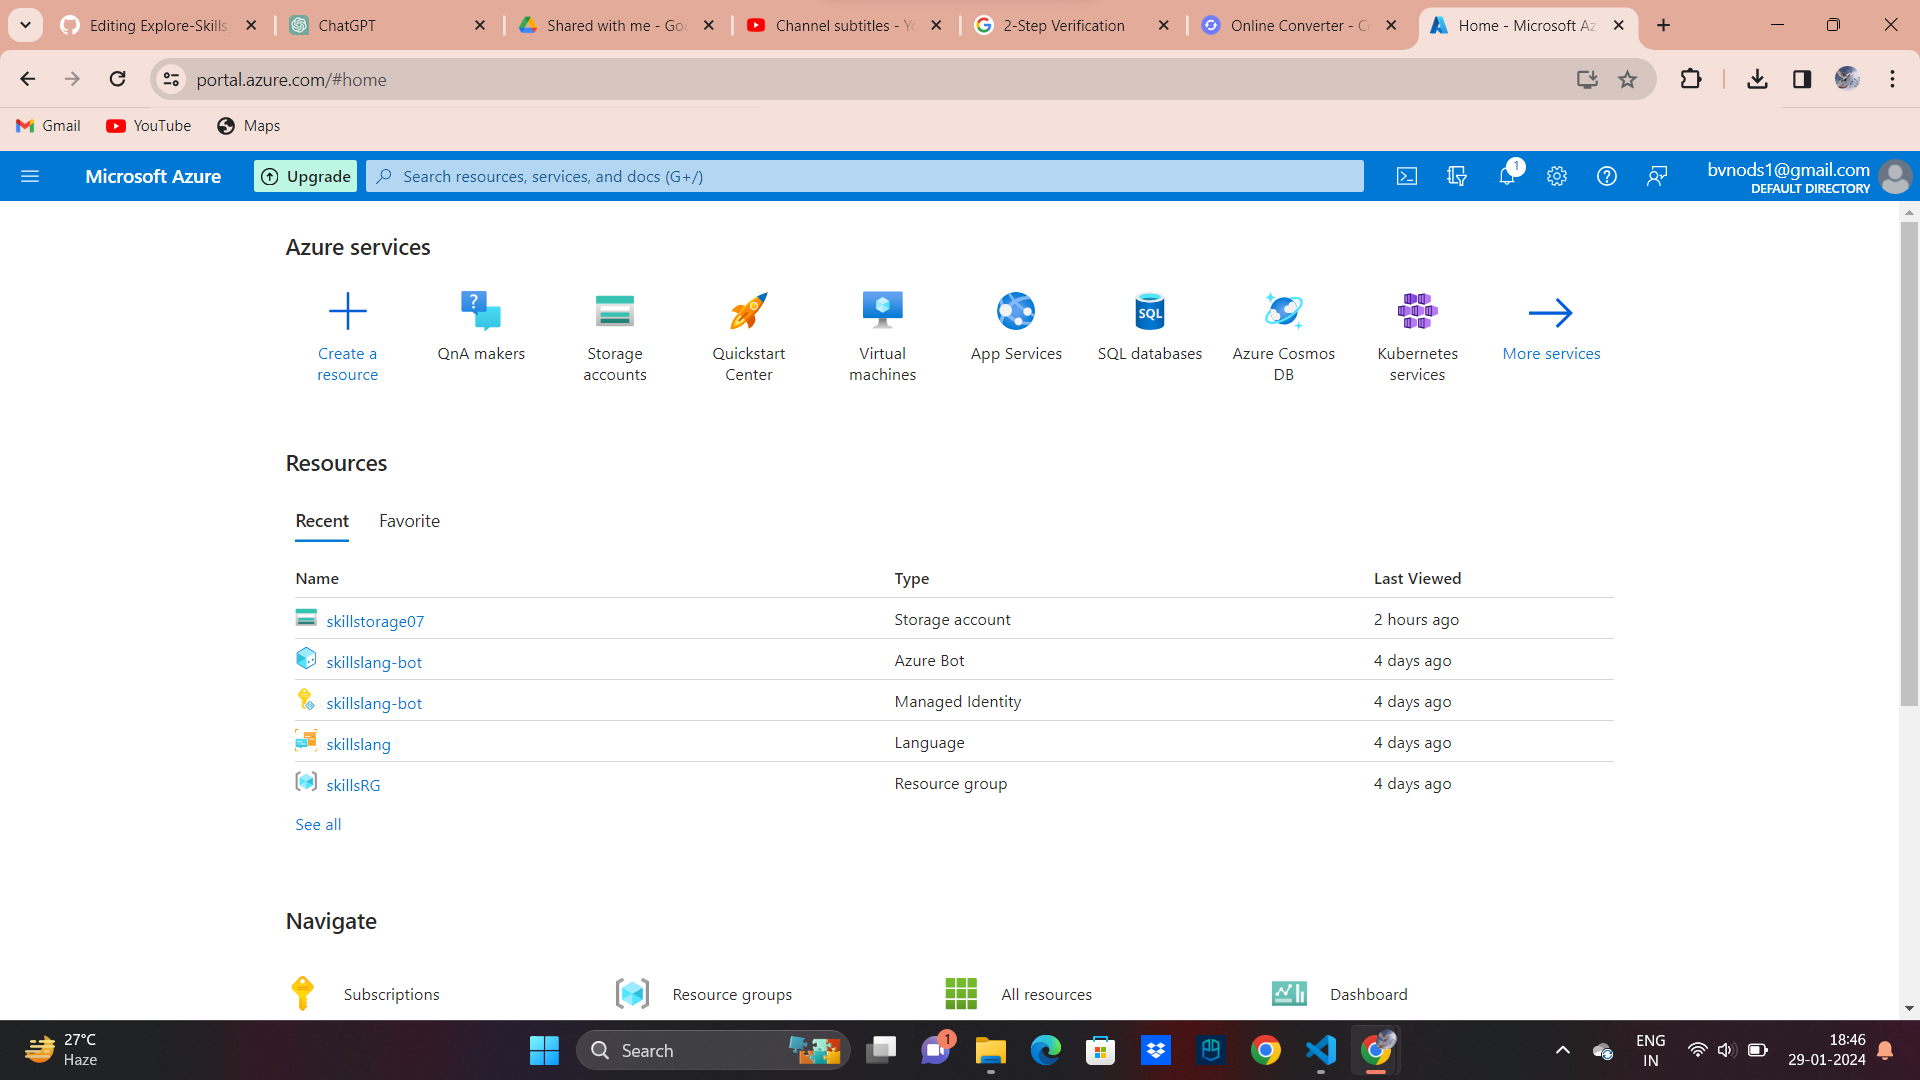 Editing Explore-Skills
ChatGPT
Shared with me - Goo
Channel subtitles - Yo
2-Step Verification
Online Converter - Co
Home - Microsoft Az
portal.azure.com/#home
Gmail
YouTube
Maps
Microsoft Azure
Upgrade
Search resources, services, and docs (G+/)
1
bvnods1@gmail.com
DEFAULT DIRECTORY
Azure services
Create a resource
QnA makers
Storage accounts
Quickstart Center
Virtual machines
App Services
SQL
SQL databases
Azure Cosmos DB
Kubernetes services
More services
Resources
Recent
Favorite
Name Type Last Viewed
skillstorage07 Storage account 2 hours ago
skillslang-bot Azure Bot 4 days ago
skillslang-bot Managed Identity 4 days ago
skillslang Language 4 days ago
skillsRG Resource group 4 days ago
See all
Navigate
Subscriptions
Resource groups
All resources
Dashboard
27°C
Haze
Search
1
ENG
IN
18:46
29-01-2024